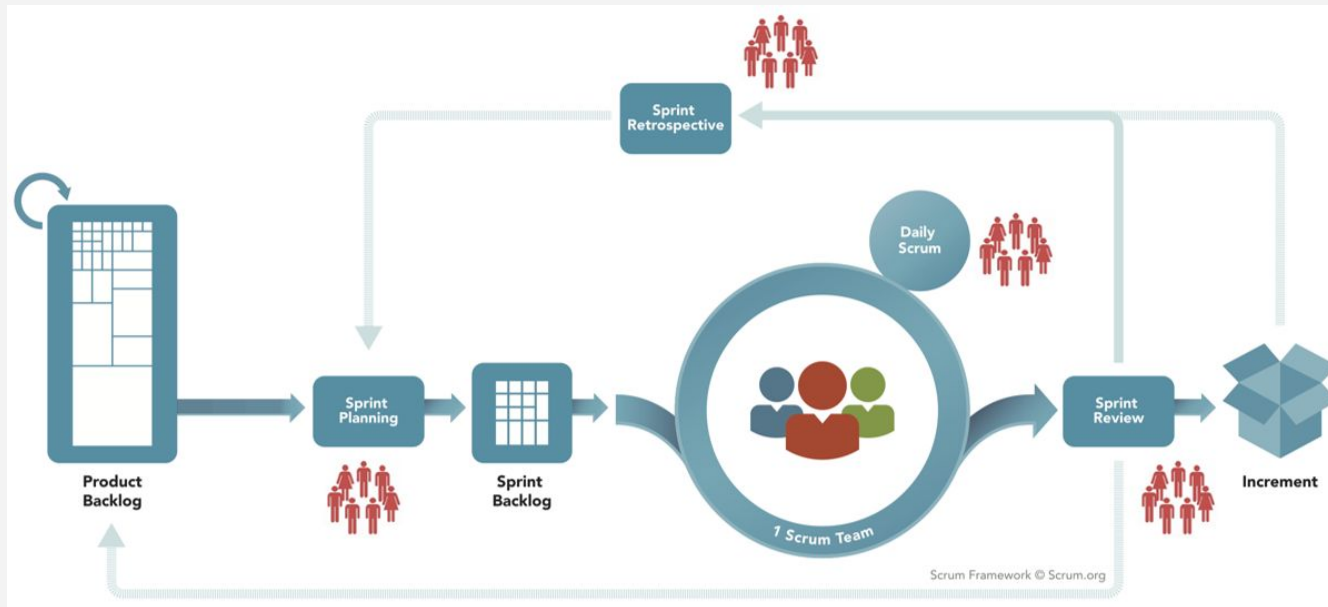 Sprint
Retrospective
Daily
Scrum
Sprint
Planning
Sprint
Review
Product
Backlog
Sprint
Backlog
Increment
1 Scrum Team
Scrum Framework © Scrum.org